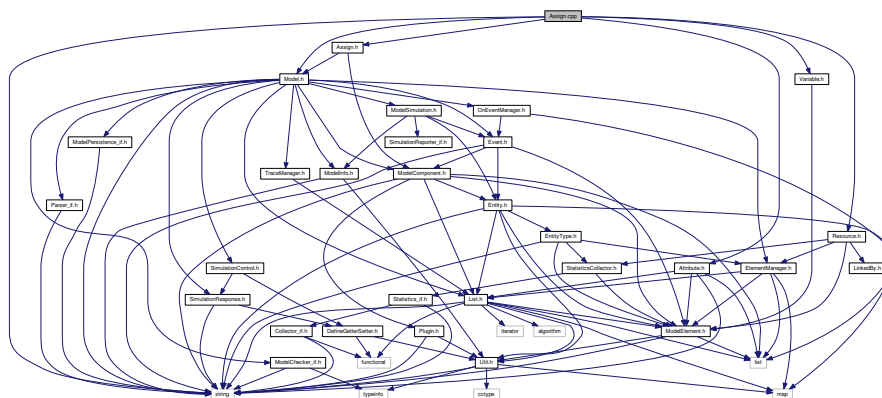 Assign.cpp
Assign.h
Model.h
Variable.h
ModelSimulation.h
OnEventManager.h
ModelPersistence_if.h
SimulationReporter_if.h
Event.h
TraceManager.h
ModelInfo.h
ModelComponent.h
Parser_if.h
Entity.h
EntityType.h
Resource.h
SimulationControl.h
StatisticsCollector.h
Attribute.h
ElementManager.h
LinkedBy.h
SimulationResponse.h
Statistics_if.h
List.h
Collector_if.h
DefineGetterSetter.h
Plugin.h
iterator
algorithm
ModelElement.h
ModelChecker_if.h
functional
Util.h
list
string
typeinfo
cctype
map